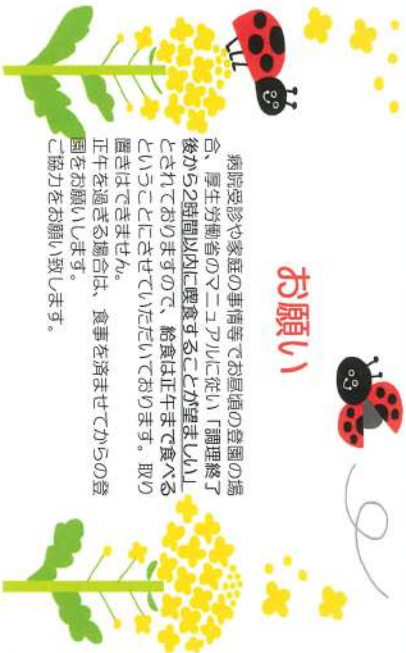 お願い
病院受診や家庭の事情等でお昼頃の登園の場
合、厚生労働省のマニュアルに従い「調理終了
後から2時間以内に喫食することが望ましい」
とされておりますので、給食は正午まで食べる
ということにさせていただいております。取り
置きはできません。
正午を過ぎる場合は、食事を済ませてからの登
園をお願いします。
ご協力をお願い致します。